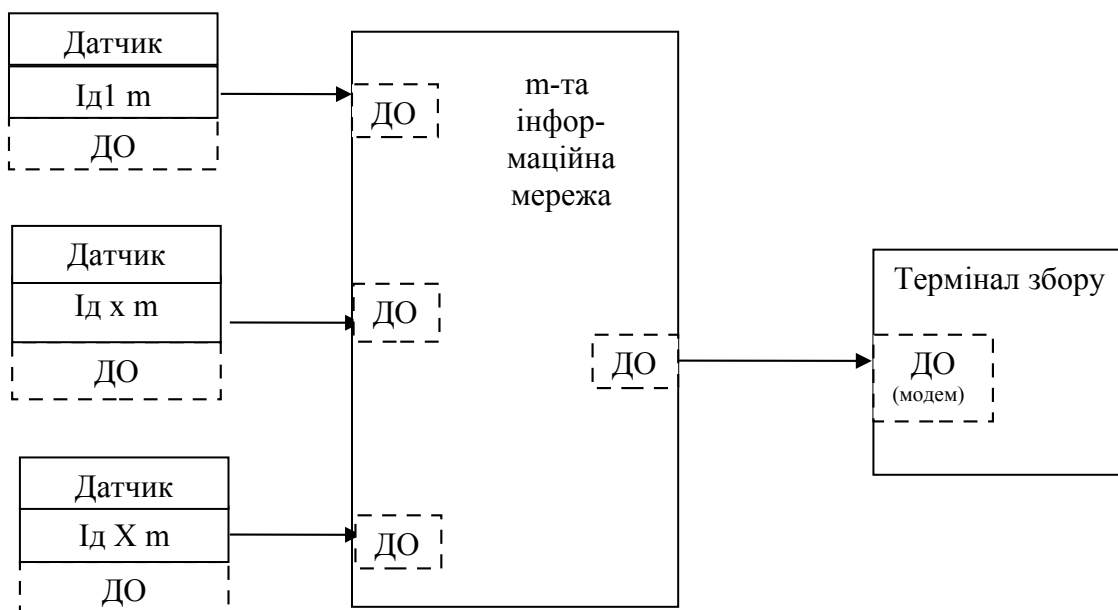 Датчик
Ід1 m
ДО
Датчик
Ід x m
ДО
Датчик
Ід X m
ДО
ДО
ДО
ДО
m-та
інфор-
маційна
мережа
ДО
Термінал збору
ДО
(модем)